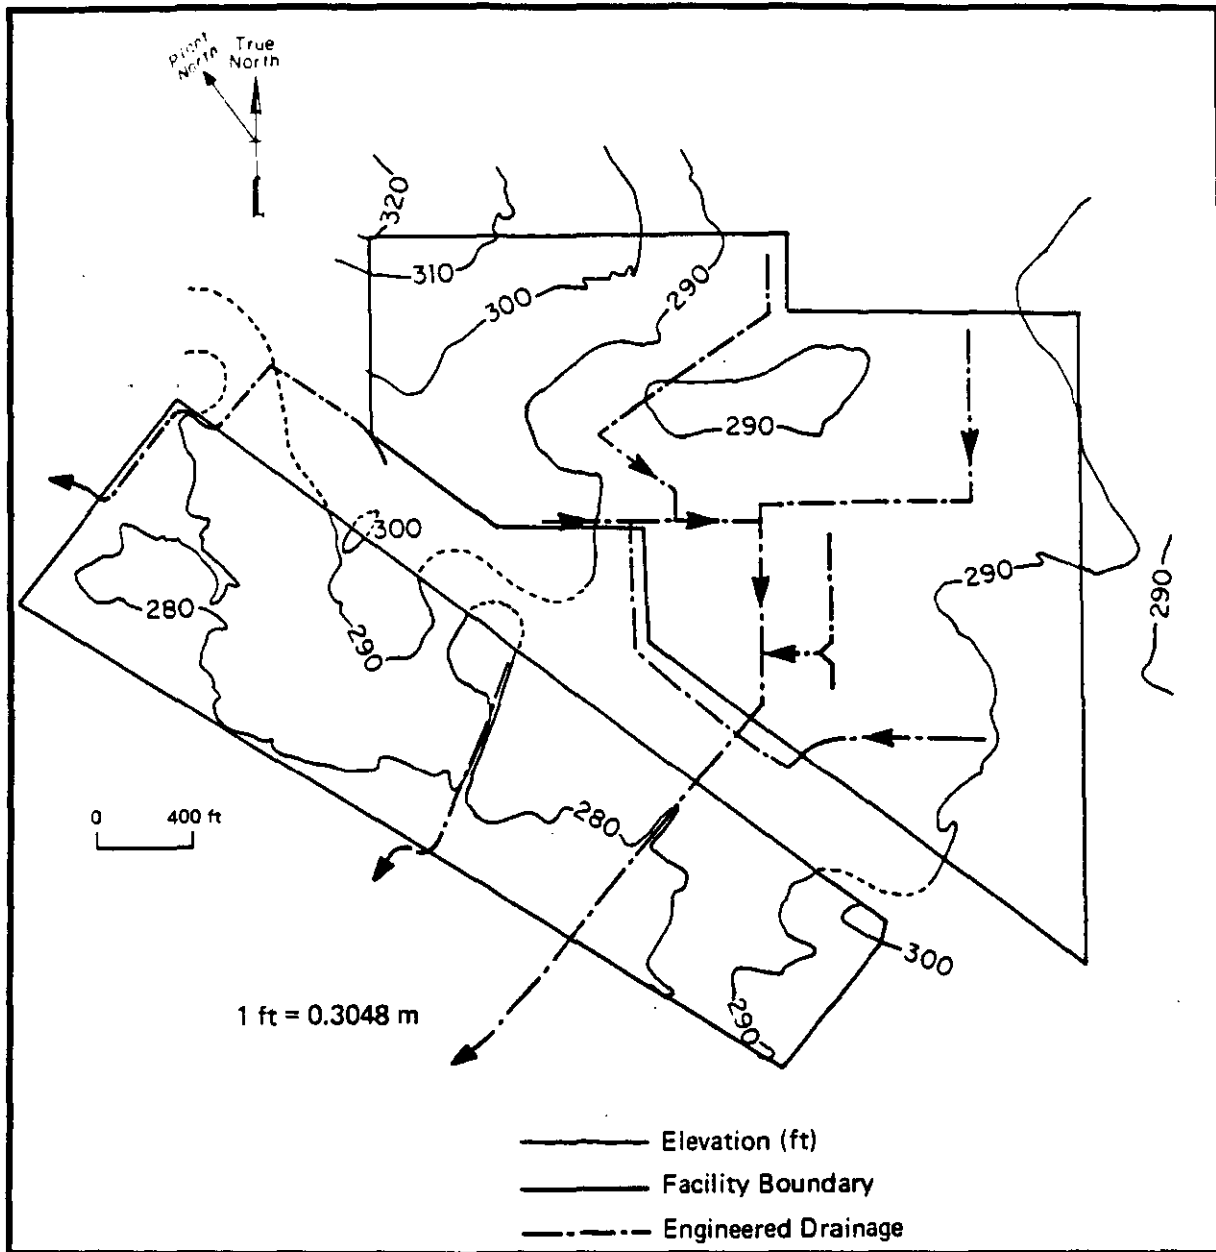 Plant
North
True
North
320
310
300
290
290
300
290
290
280
290
280
300
290
0 400 ft
1 ft = 0.3048 m
Elevation (ft)
Facility Boundary
Engineered Drainage